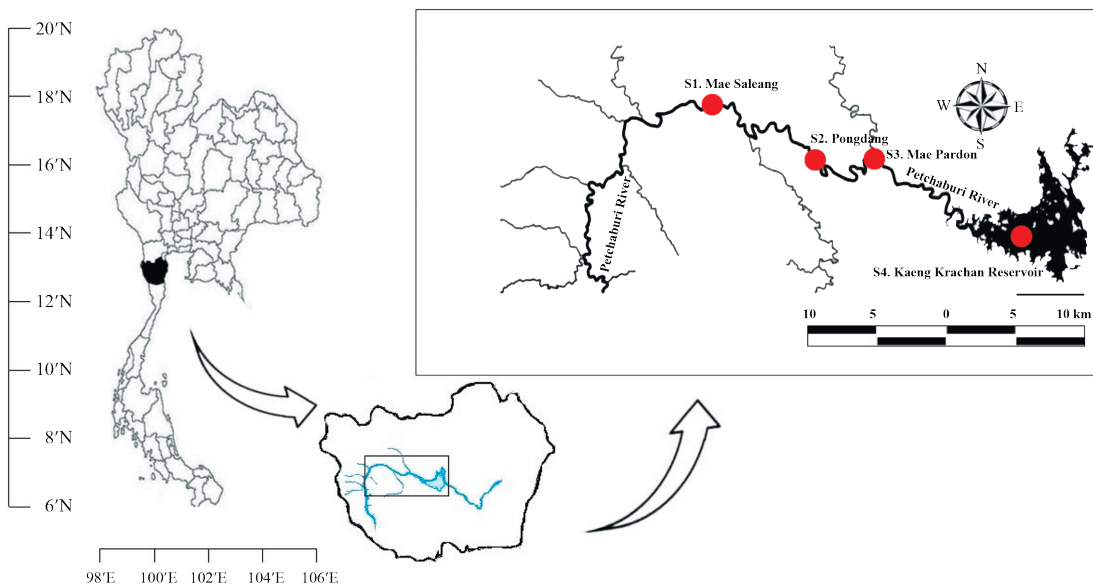 20′N
18′N
16′N
14′N
12′N
10′N
8′N
6′N
98′E 100′E 102′E 104′E 106′E
S1. Mae Saleang
S2. Pongdang
S3. Mae Pardon
Petchaburi River
Petchaburi River
S4. Kaeng Krachan Reservoir
N
W E
S
10 5 0 5 10 km